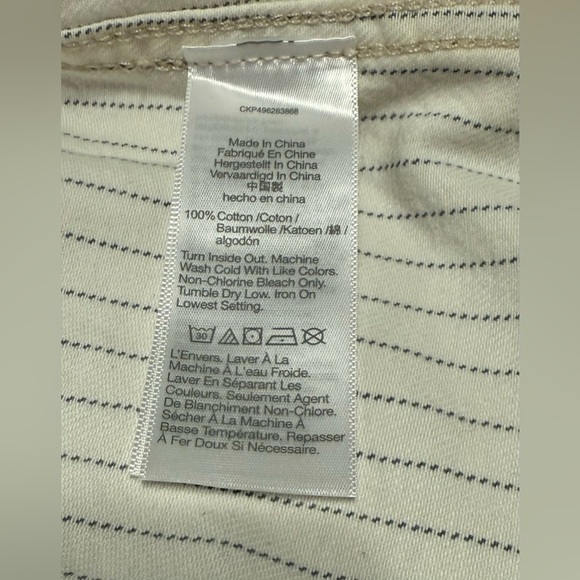 CKP496283868
Made In China
Fabriqué En Chine
Hergestellt In China
Vervaardigd In China
中国製
hecho en china
100% Cotton /Coton /
Baumwolle /Katoen /綿 /
algodón
Turn Inside Out. Machine
Wash Cold With Like Colors.
Non-Chlorine Bleach Only.
Tumble Dry Low. Iron On
Lowest Setting.
30
L'Envers. Laver À La
Machine À L'eau Froide.
Laver En Séparant Les
Couleurs. Seulement Agent
De Blanchiment Non-Chlore.
Sécher À La Machine À
Basse Température. Repasser
À Fer Doux Si Nécessaire.